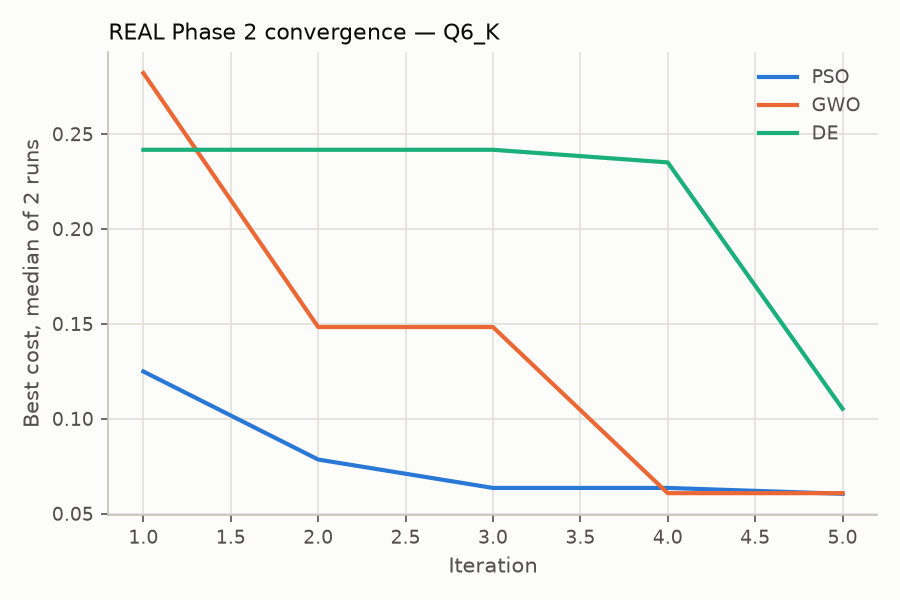 REAL Phase 2 convergence — Q6_K
PSO
GWO
DE
Best cost, median of 2 runs
0.25
0.20
0.15
0.10
0.05
1.0 1.5 2.0 2.5 3.0 3.5 4.0 4.5 5.0
Iteration